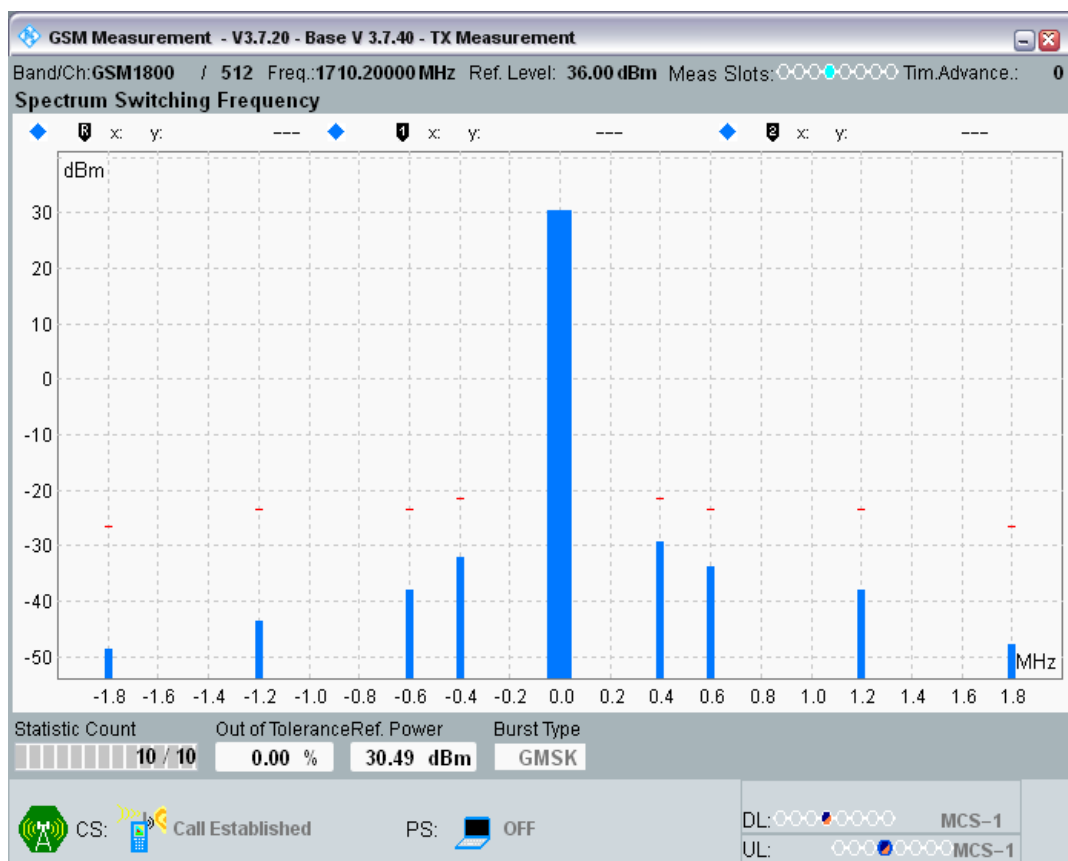 GSM Measurement - V3.7.20 - Base V 3.7.40 - TX Measurement
Band/Ch:GSM1800 / 512 Freq.:1710.20000 MHz Ref. Level: 36.00 dBm Meas Slots: Tim.Advance.: 0
Spectrum Switching Frequency
R x: y: --- 1 x: y: --- 2 x: y: ---
dBm
30
20
10
0
-10
-20
-30
-40
-50
MHz
-1.8 -1.6 -1.4 -1.2 -1.0 -0.8 -0.6 -0.4 -0.2 0.0 0.2 0.4 0.6 0.8 1.0 1.2 1.4 1.6 1.8
Statistic Count Out of Tolerance Ref. Power Burst Type
10 / 10 0.00 % 30.49 dBm GMSK
CS: Call Established PS: OFF DL: MCS-1
UL: MCS-1